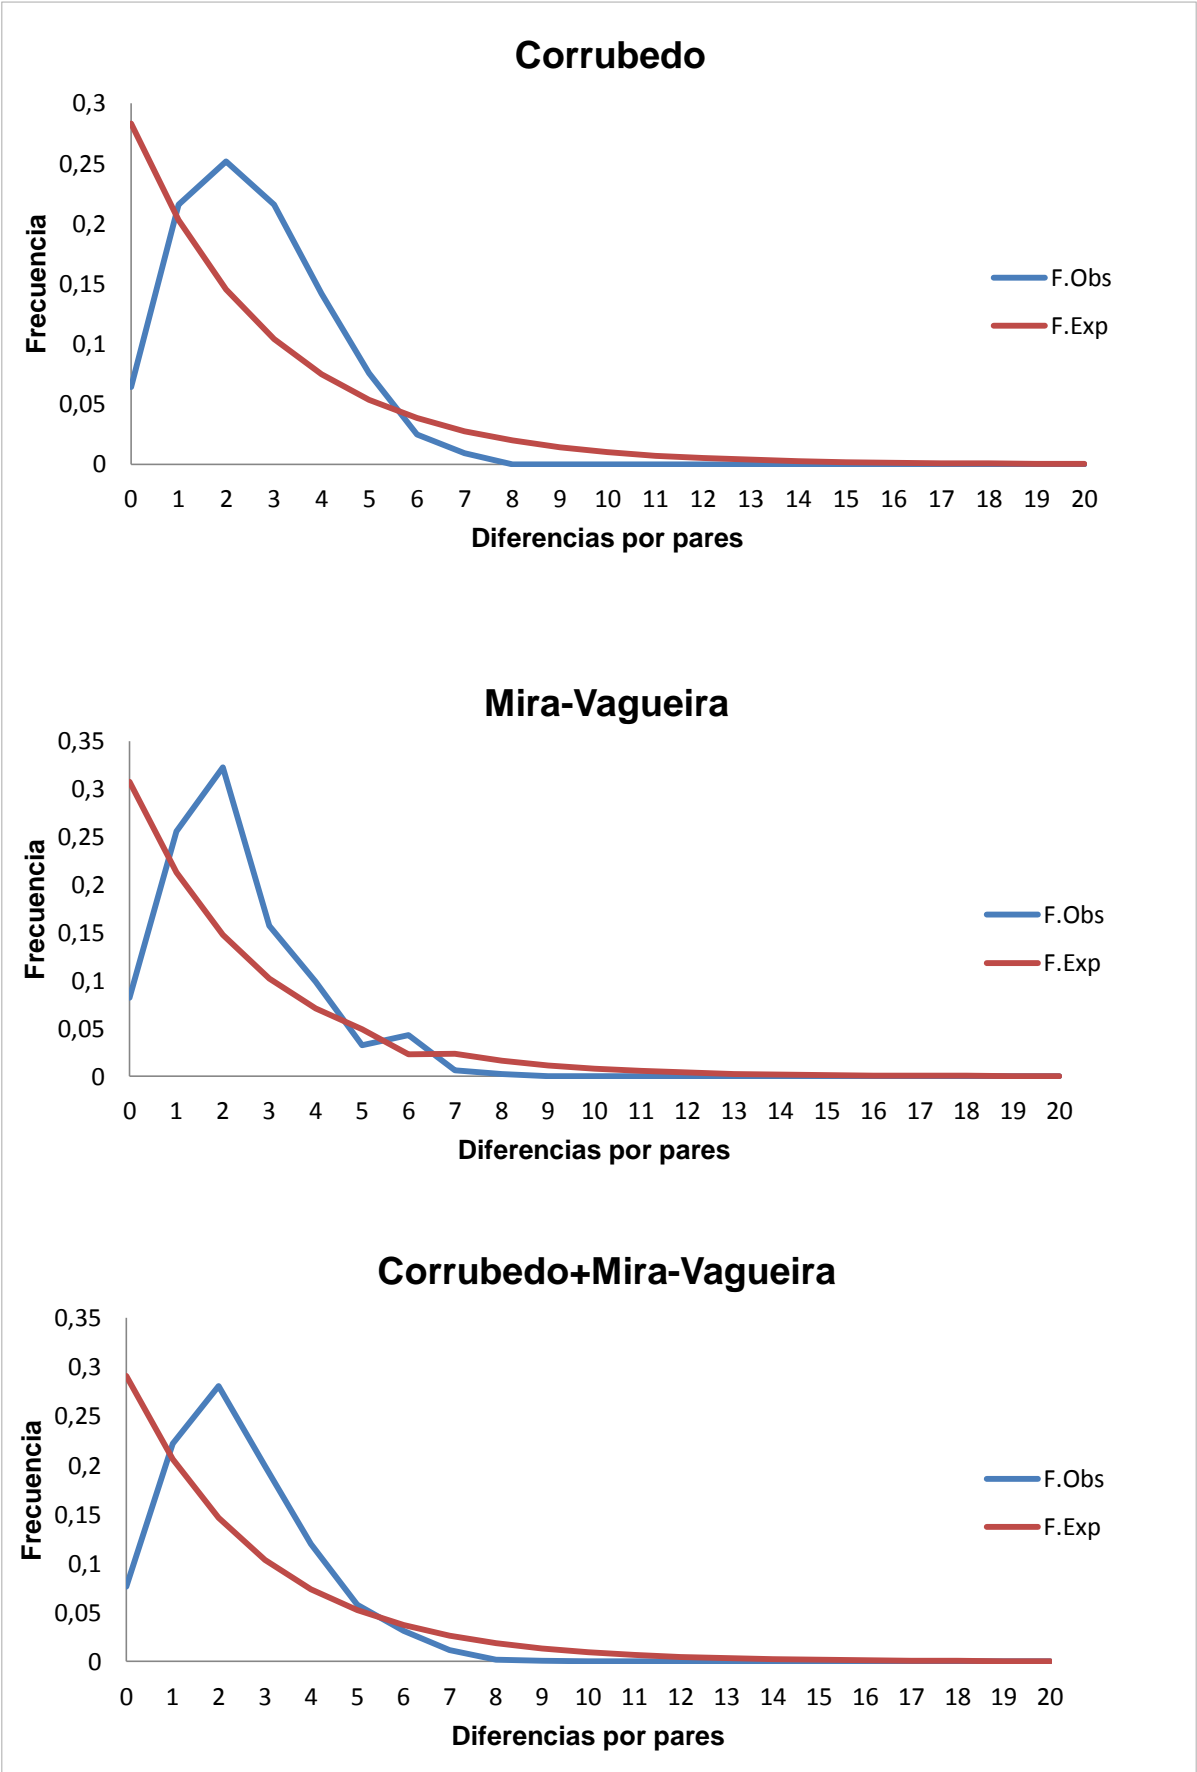 Corrubedo
0,3
0,25
0,2
0,15
0,1
0,05
0
Frecuencia
F.Obs
F.Exp
0 1 2 3 4 5 6 7 8 9 10 11 12 13 14 15 16 17 18 19 20
Diferencias por pares
Mira-Vagueira
0,35
0,3
0,25
0,2
0,15
0,1
0,05
0
Frecuencia
F.Obs
F.Exp
0 1 2 3 4 5 6 7 8 9 10 11 12 13 14 15 16 17 18 19 20
Diferencias por pares
Corrubedo+Mira-Vagueira
0,35
0,3
0,25
0,2
0,15
0,1
0,05
0
Frecuencia
F.Obs
F.Exp
0 1 2 3 4 5 6 7 8 9 10 11 12 13 14 15 16 17 18 19 20
Diferencias por pares